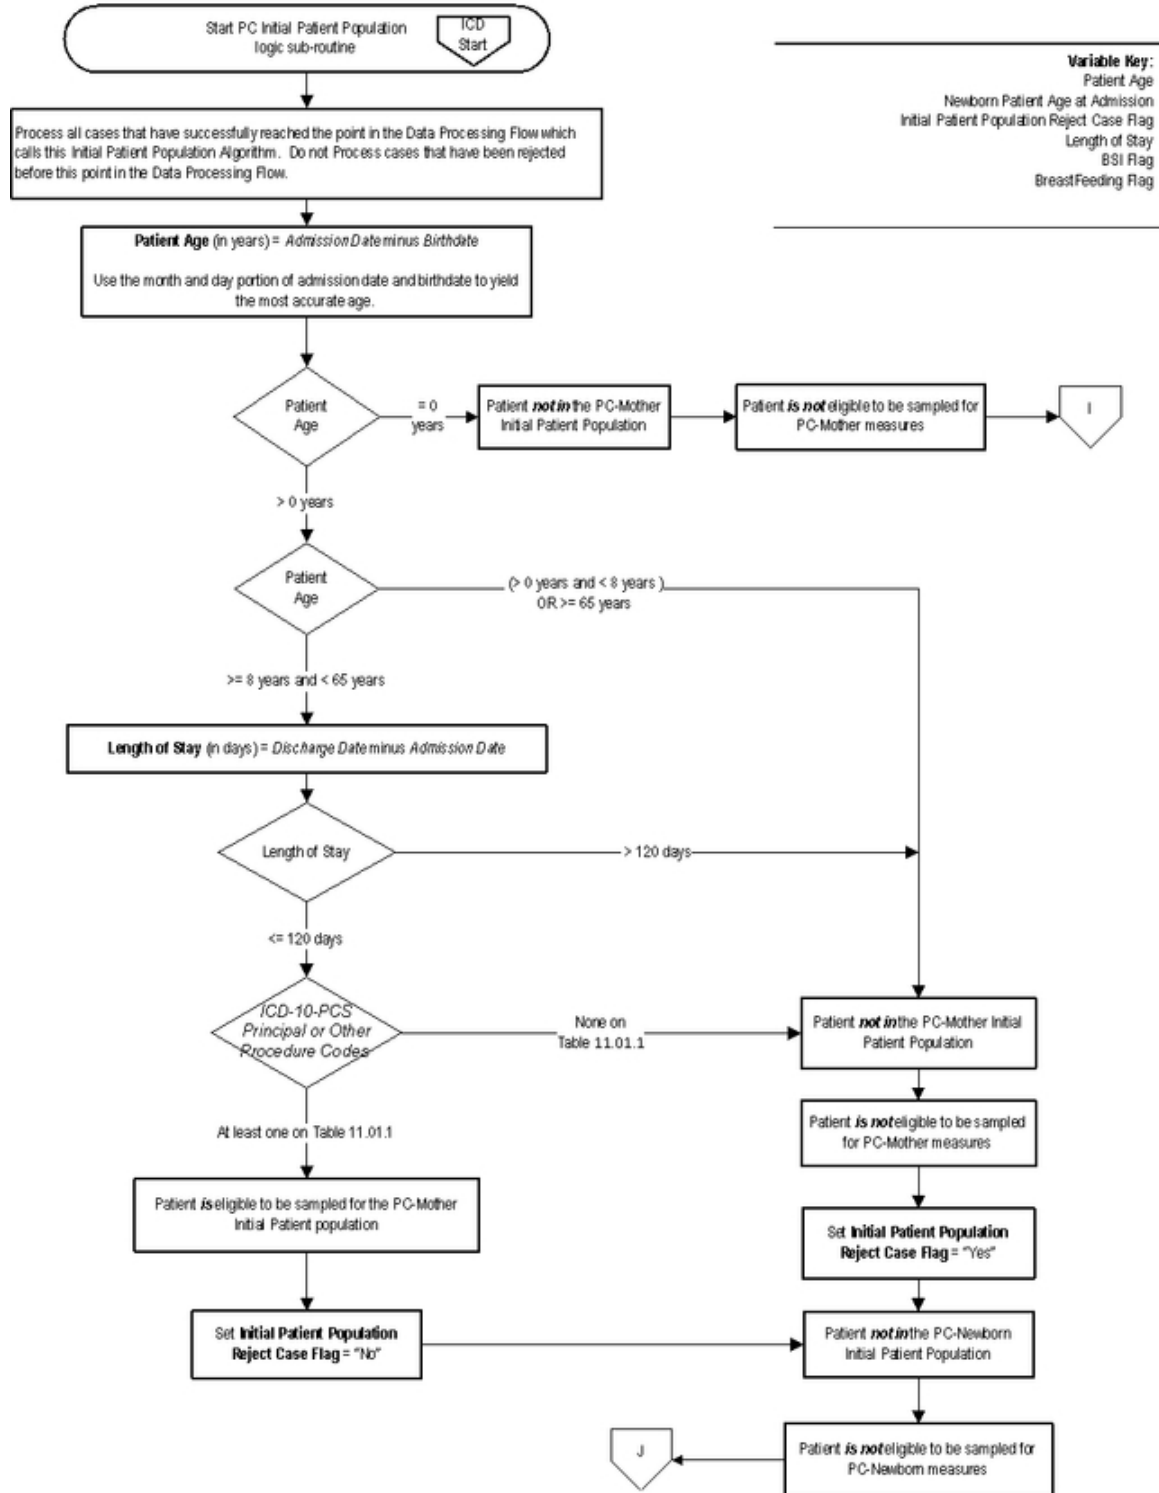 Start PC Initial Patient Population
logic sub-routine
ICD
Start
Variable Key:
Patient Age
Newborn Patient Age at Admission
Initial Patient Population Reject Case Flag
Length of Stay
BSI Flag
BreastFeeding Flag
Process all cases that have successfully reached the point in the Data Processing Flow which
calls this Initial Patient Population Algorithm. Do not Process cases that have been rejected
before this point in the Data Processing Flow.
Patient Age (in years) = Admission Date minus Birthdate
Use the month and day portion of admission date and birthdate to yield
the most accurate age.
Patient
Age
= 0
years
Patient not in the PC-Mother
Initial Patient Population
Patient is not eligible to be sampled for
PC-Mother measures
I
> 0 years
Patient
Age
(> 0 years and < 8 years )
OR >= 65 years
>= 8 years and < 65 years
Length of Stay (in days) = Discharge Date minus Admission Date
Length of Stay
> 120 days
<= 120 days
ICD-10-PCS
Principal or Other
Procedure Codes
None on
Table 11.01.1
Patient not in the PC-Mother Initial
Patient Population
At least one on Table 11.01.1
Patient is not eligible to be sampled
for PC-Mother measures
Patient is eligible to be sampled for the PC-Mother
Initial Patient population
Set Initial Patient Population
Reject Case Flag = "Yes"
Set Initial Patient Population
Reject Case Flag = "No"
Patient not in the PC-Newborn
Initial Patient Population
J
Patient is not eligible to be sampled for
PC-Newborn measures